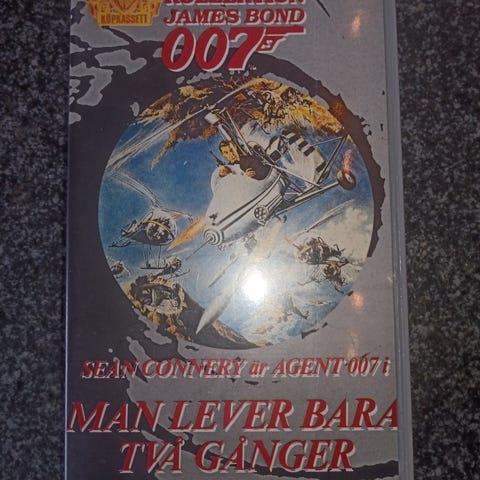 KÖPKASSETT
KOLLEKTION
JAMES BOND
007
SEAN CONNERY är AGENT 007 i
MAN LEVER BARA
TVÅ GÅNGER